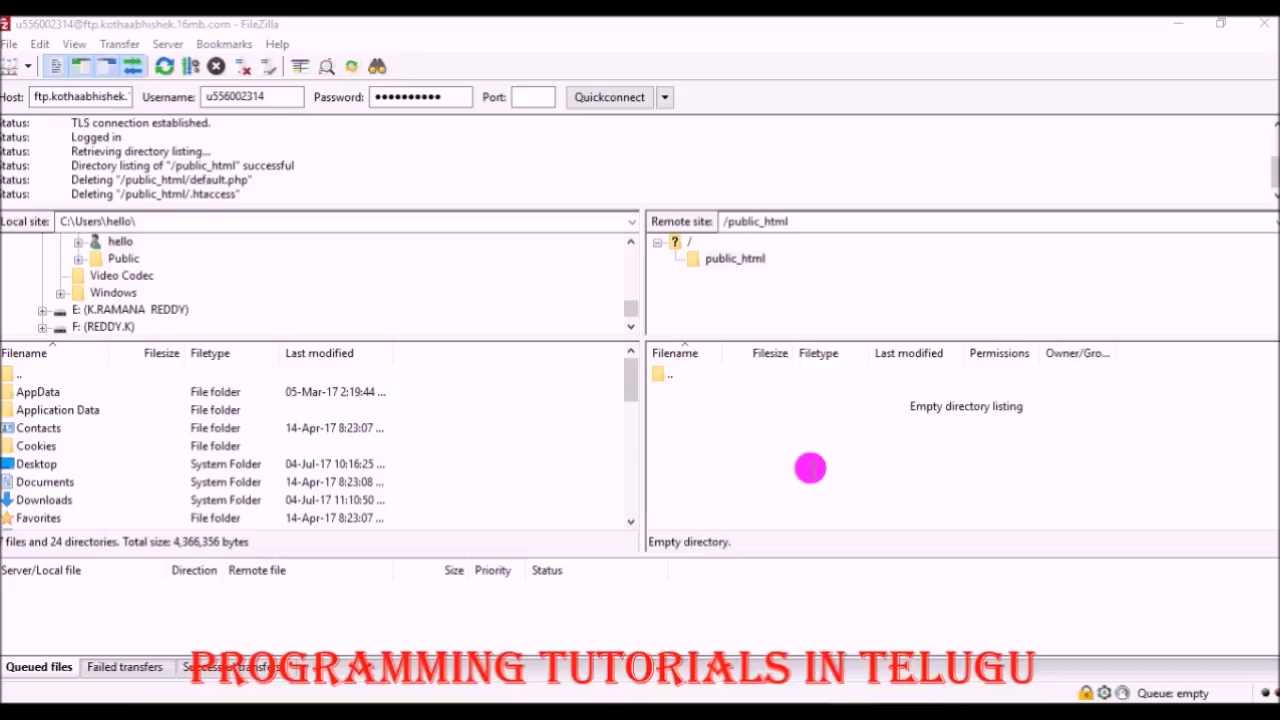 u556002314@ftp.kothaabhishek.16mb.com - FileZilla
File Edit View Transfer Server Bookmarks Help
Host: ftp.kothaabhishek. Username: u556002314 Password: ●●●●●●●●●● Port: Quickconnect
Status: TLS connection established.
Status: Logged in
Status: Retrieving directory listing...
Status: Directory listing of "/public_html" successful
Status: Deleting "/public_html/default.php"
Status: Deleting "/public_html/.htaccess"
Local site: C:\Users\hello\
hello
Public
Video Codec
Windows
E: (K.RAMANA REDDY)
F: (REDDY.K)
Remote site: /public_html
/
public_html
Filename Filesize Filetype Last modified
..
AppData File folder 05-Mar-17 2:19:44 ...
Application Data File folder
Contacts File folder 14-Apr-17 8:23:07 ...
Cookies File folder
Desktop System Folder 04-Jul-17 10:16:25 ...
Documents System Folder 14-Apr-17 8:23:08 ...
Downloads System Folder 04-Jul-17 11:10:50 ...
Favorites File folder 14-Apr-17 8:23:07 ...
7 files and 24 directories. Total size: 4,366,356 bytes
Filename Filesize Filetype Last modified Permissions Owner/Gro...
..
Empty directory listing
Empty directory.
Server/Local file Direction Remote file Size Priority Status
Queued files Failed transfers Successful transfers
PROGRAMMING TUTORIALS IN TELUGU
Queue: empty